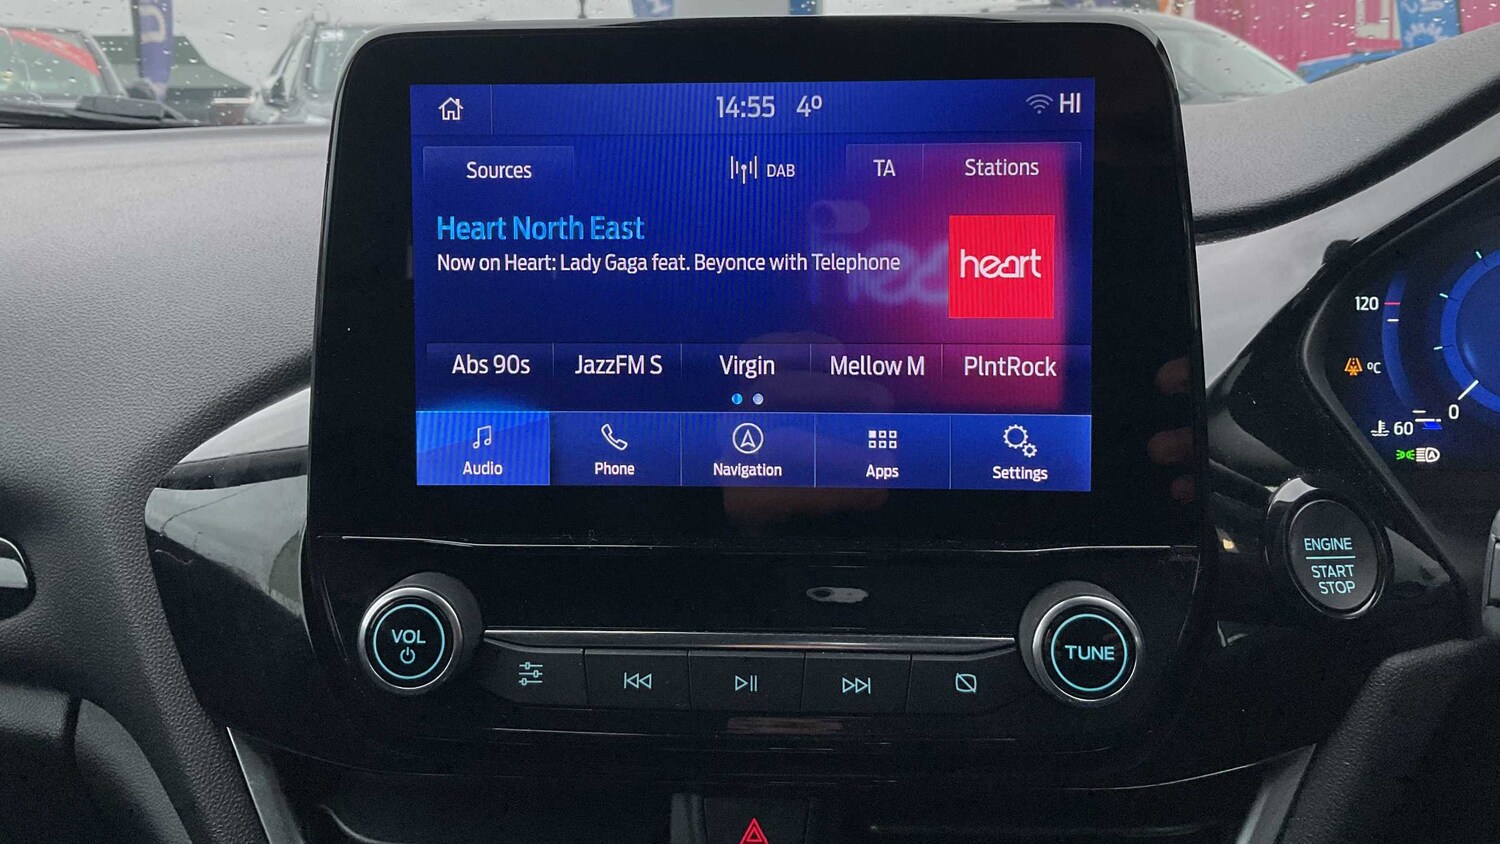 14:55 4° HI
Sources DAB TA Stations
Heart North East
Now on Heart: Lady Gaga feat. Beyonce with Telephone
heart
Abs 90s JazzFM S Virgin Mellow M PlntRock
Audio Phone Navigation Apps Settings
VOL
TUNE
ENGINE
START
STOP
120
°C
60
0
A